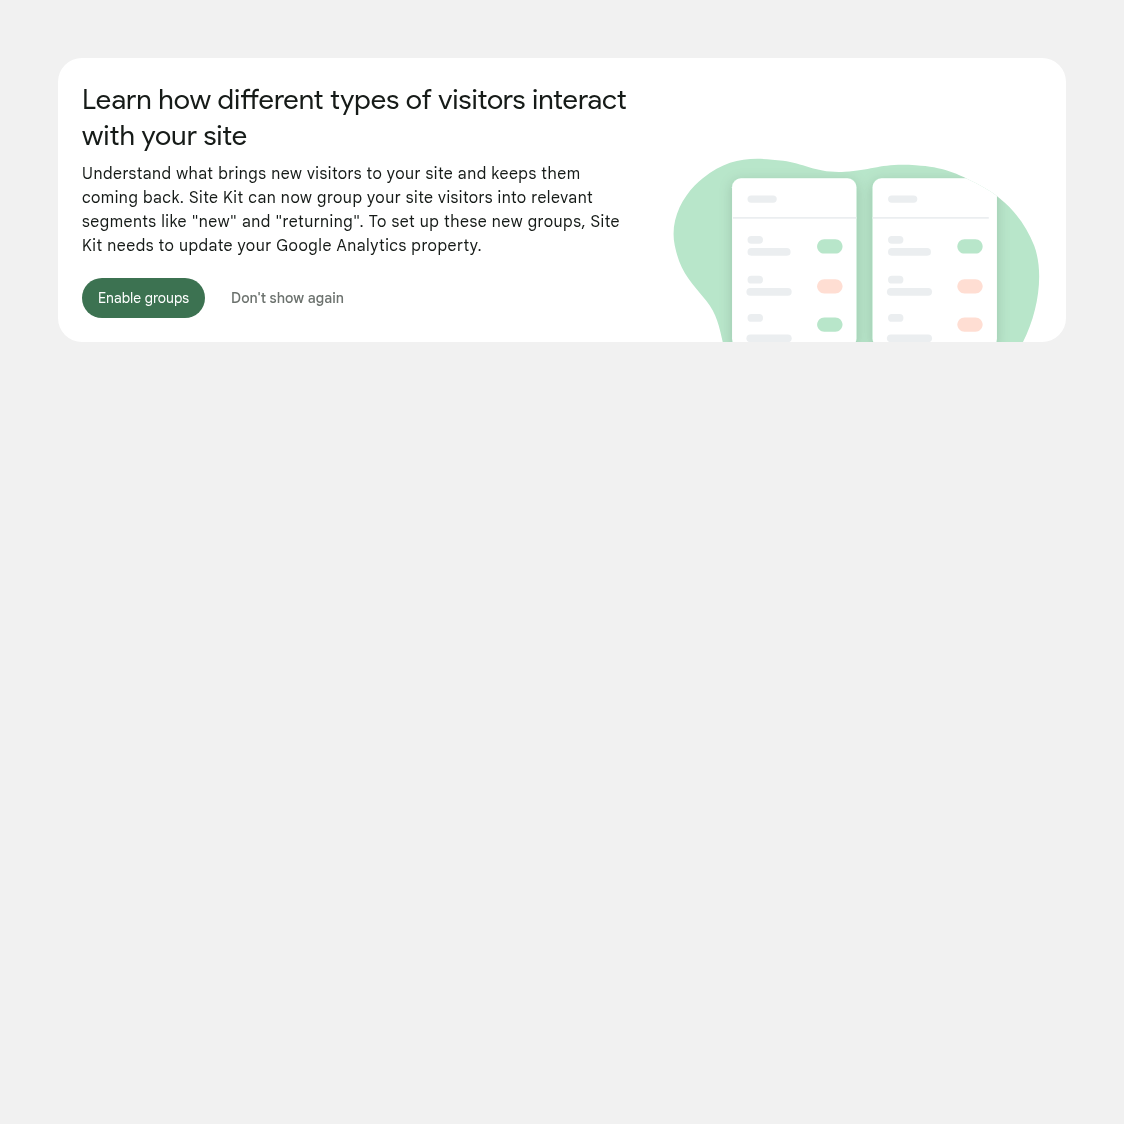 Learn how different types of visitors interact
with your site
Understand what brings new visitors to your site and keeps them
coming back. Site Kit can now group your site visitors into relevant
segments like "new" and "returning". To set up these new groups, Site
Kit needs to update your Google Analytics property.
Enable groups
Don't show again